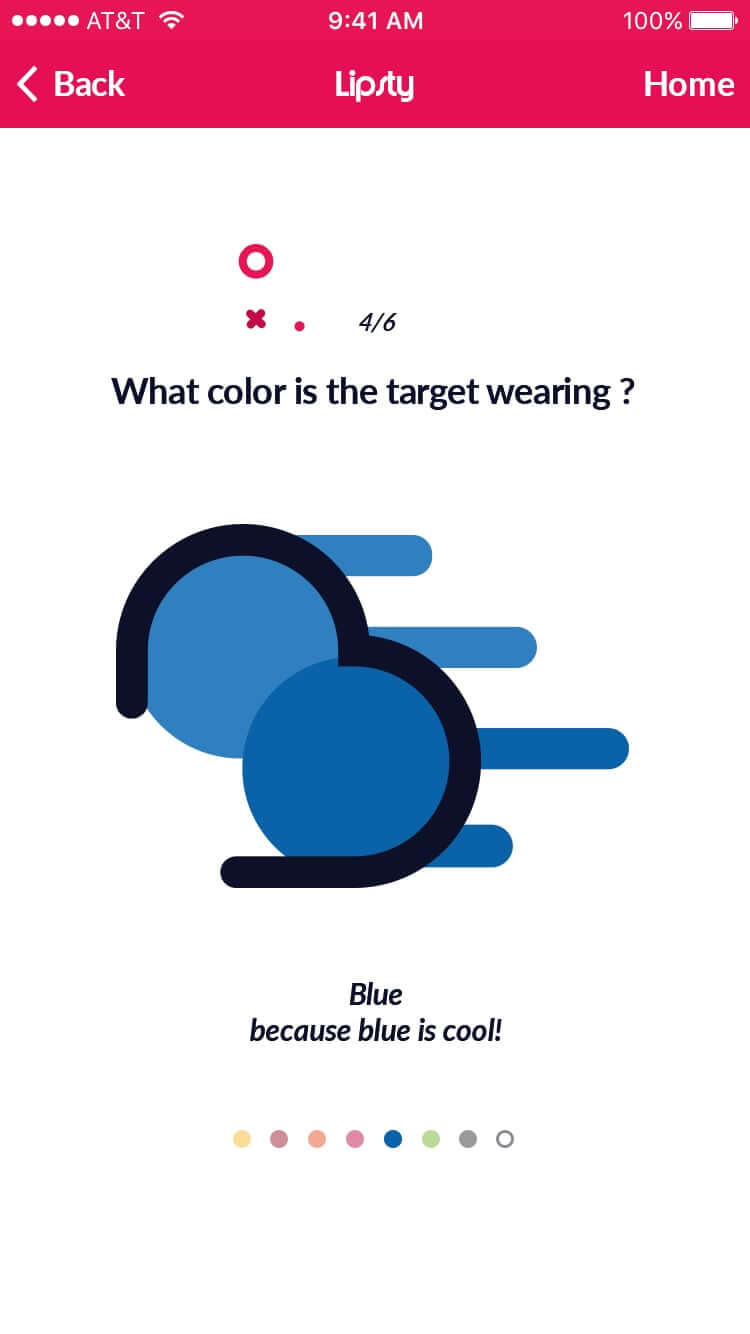 AT&T 9:41 AM 100%
Back Lipsty Home
4/6
What color is the target wearing ?
Blue
because blue is cool!